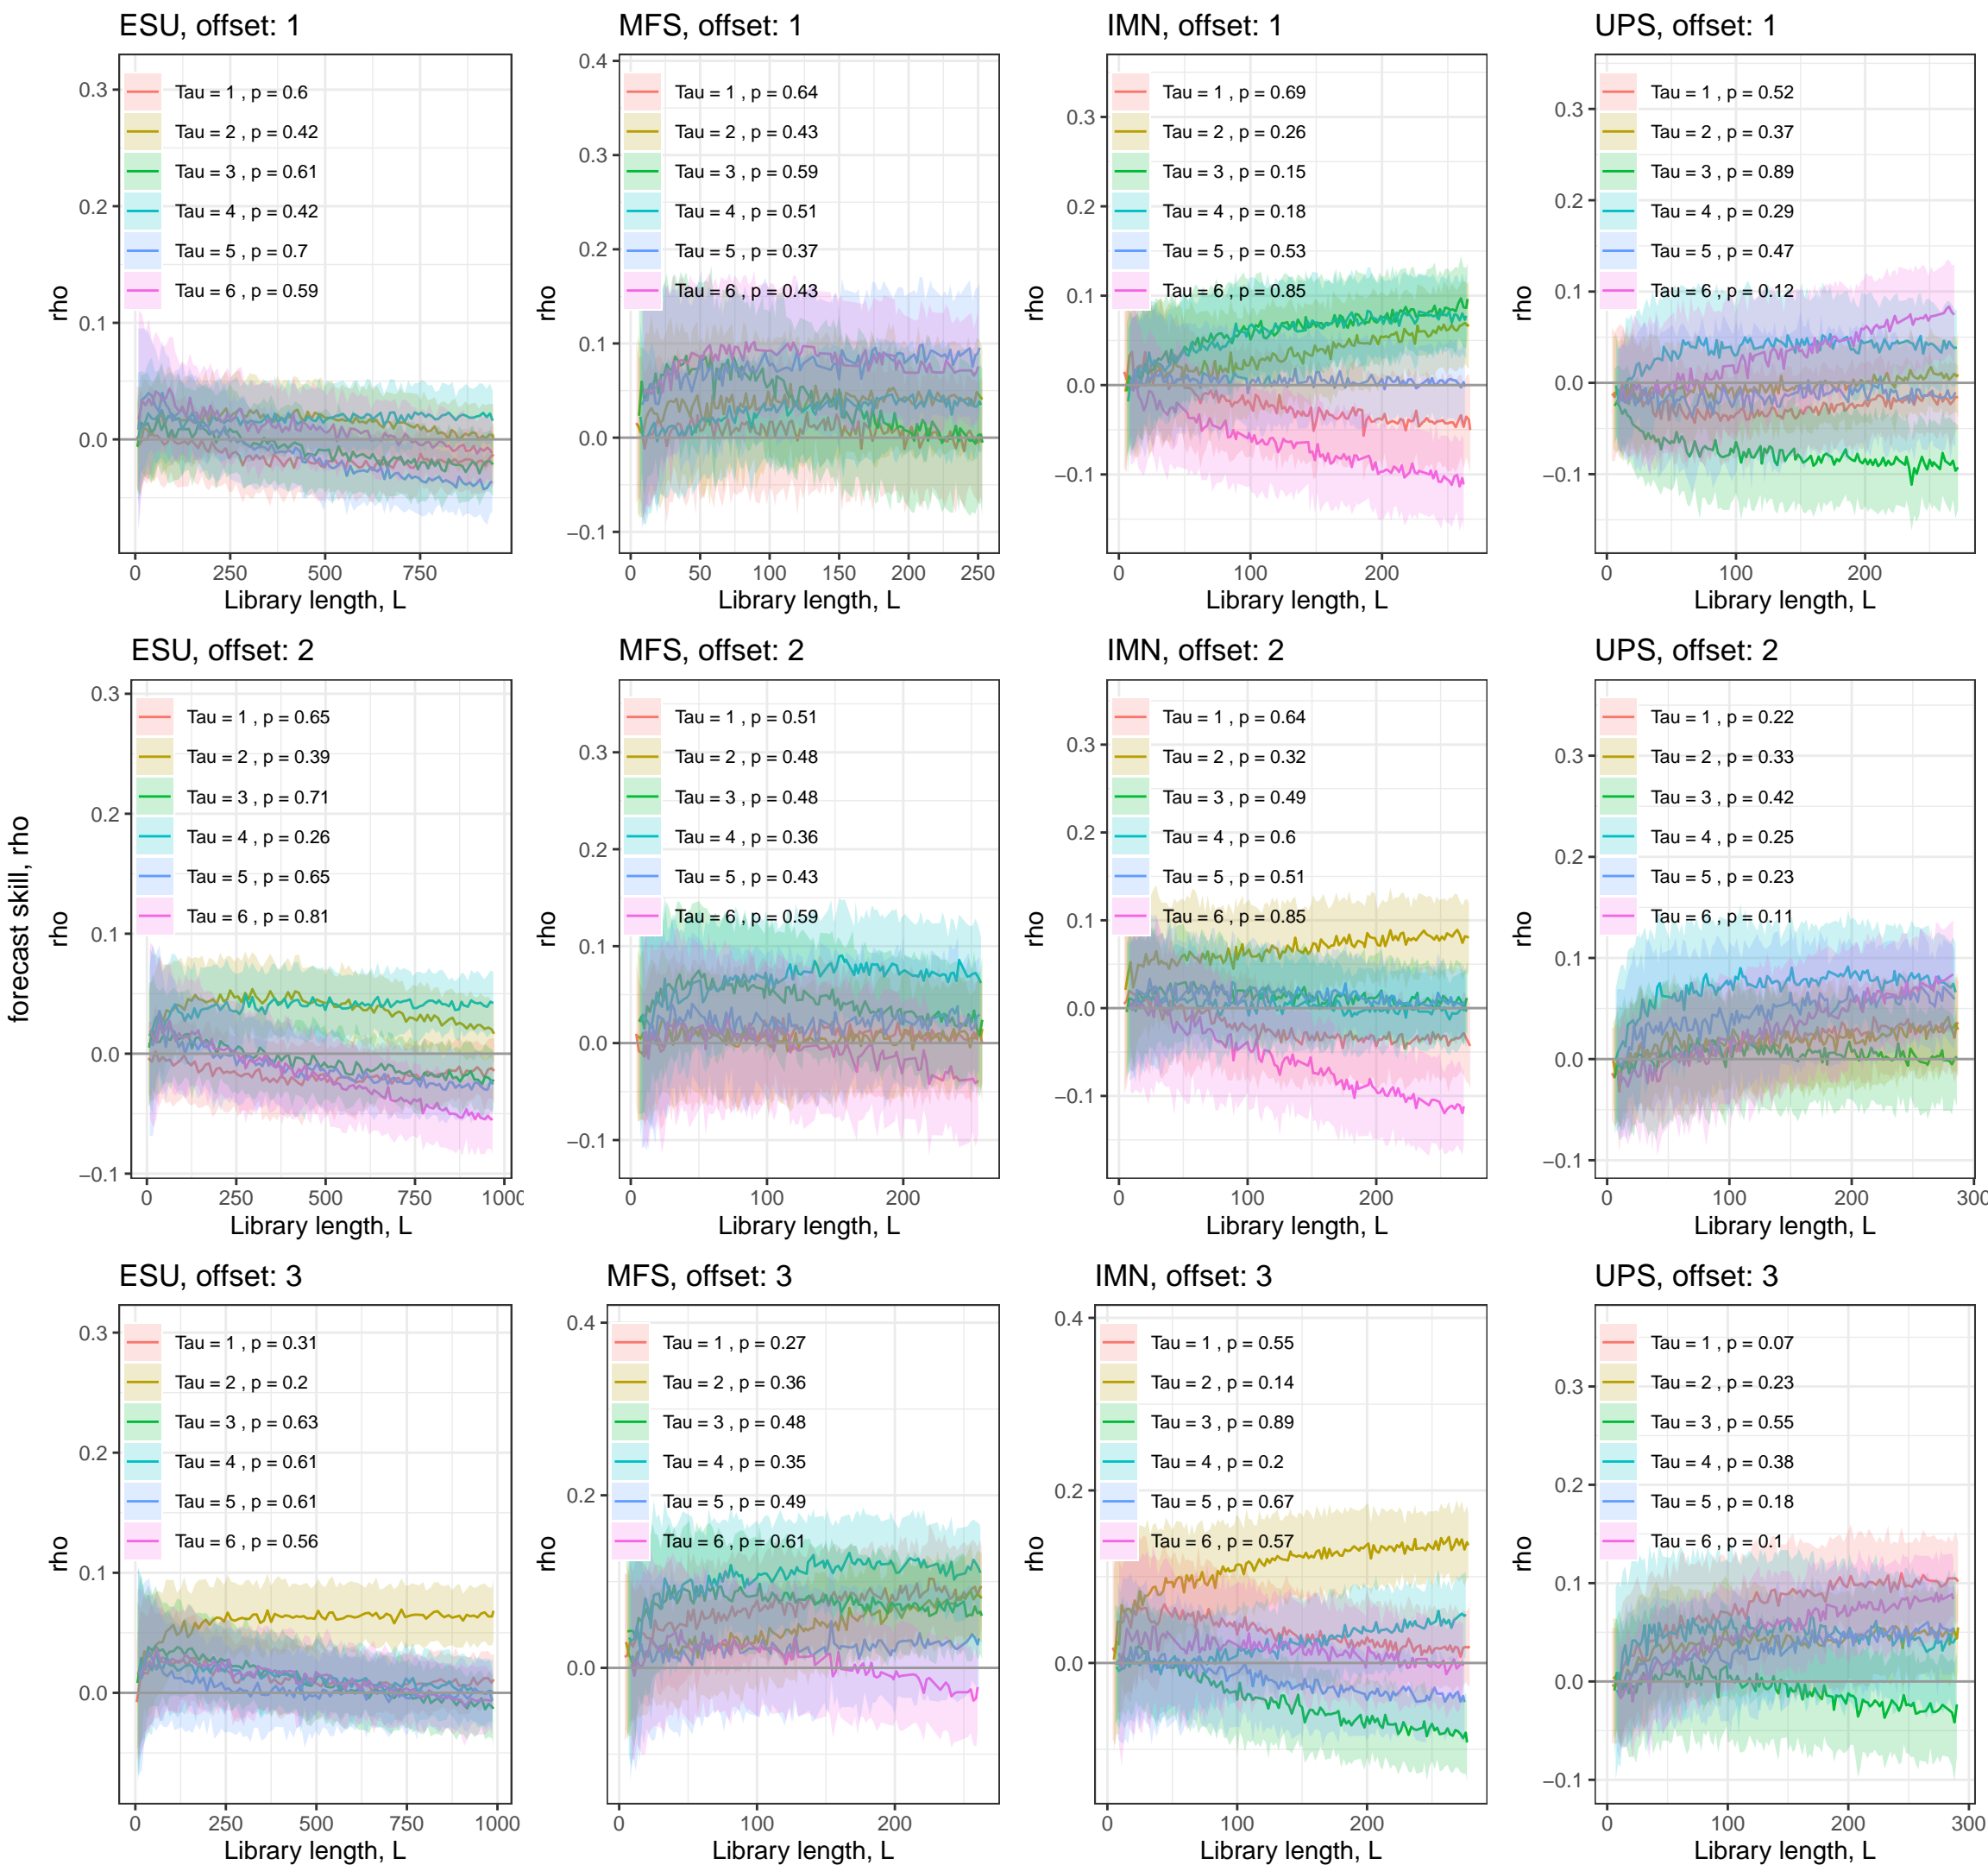 forecast skill, rho
ESU, offset: 1
rho
0.3
0.2
0.1
0.0
Tau = 1 , p = 0.6
Tau = 2 , p = 0.42
Tau = 3 , p = 0.61
Tau = 4 , p = 0.42
Tau = 5 , p = 0.7
Tau = 6 , p = 0.59
0 250 500 750
Library length, L
MFS, offset: 1
rho
0.4
0.3
0.2
0.1
0.0
−0.1
Tau = 1 , p = 0.64
Tau = 2 , p = 0.43
Tau = 3 , p = 0.59
Tau = 4 , p = 0.51
Tau = 5 , p = 0.37
Tau = 6 , p = 0.43
0 50 100 150 200 250
Library length, L
IMN, offset: 1
rho
0.3
0.2
0.1
0.0
−0.1
Tau = 1 , p = 0.69
Tau = 2 , p = 0.26
Tau = 3 , p = 0.15
Tau = 4 , p = 0.18
Tau = 5 , p = 0.53
Tau = 6 , p = 0.85
0 100 200
Library length, L
UPS, offset: 1
rho
0.3
0.2
0.1
0.0
−0.1
Tau = 1 , p = 0.52
Tau = 2 , p = 0.37
Tau = 3 , p = 0.89
Tau = 4 , p = 0.29
Tau = 5 , p = 0.47
Tau = 6 , p = 0.12
0 100 200
Library length, L
ESU, offset: 2
rho
0.3
0.2
0.1
0.0
−0.1
Tau = 1 , p = 0.65
Tau = 2 , p = 0.39
Tau = 3 , p = 0.71
Tau = 4 , p = 0.26
Tau = 5 , p = 0.65
Tau = 6 , p = 0.81
0 250 500 750 1000
Library length, L
MFS, offset: 2
rho
0.3
0.2
0.1
0.0
−0.1
Tau = 1 , p = 0.51
Tau = 2 , p = 0.48
Tau = 3 , p = 0.48
Tau = 4 , p = 0.36
Tau = 5 , p = 0.43
Tau = 6 , p = 0.59
0 100 200
Library length, L
IMN, offset: 2
rho
0.3
0.2
0.1
0.0
−0.1
Tau = 1 , p = 0.64
Tau = 2 , p = 0.32
Tau = 3 , p = 0.49
Tau = 4 , p = 0.6
Tau = 5 , p = 0.51
Tau = 6 , p = 0.85
0 100 200
Library length, L
UPS, offset: 2
rho
0.3
0.2
0.1
0.0
−0.1
Tau = 1 , p = 0.22
Tau = 2 , p = 0.33
Tau = 3 , p = 0.42
Tau = 4 , p = 0.25
Tau = 5 , p = 0.23
Tau = 6 , p = 0.11
0 100 200 300
Library length, L
ESU, offset: 3
rho
0.3
0.2
0.1
0.0
Tau = 1 , p = 0.31
Tau = 2 , p = 0.2
Tau = 3 , p = 0.63
Tau = 4 , p = 0.61
Tau = 5 , p = 0.61
Tau = 6 , p = 0.56
0 250 500 750 1000
Library length, L
MFS, offset: 3
rho
0.4
0.2
0.0
Tau = 1 , p = 0.27
Tau = 2 , p = 0.36
Tau = 3 , p = 0.48
Tau = 4 , p = 0.35
Tau = 5 , p = 0.49
Tau = 6 , p = 0.61
0 100 200
Library length, L
IMN, offset: 3
rho
0.4
0.2
0.0
Tau = 1 , p = 0.55
Tau = 2 , p = 0.14
Tau = 3 , p = 0.89
Tau = 4 , p = 0.2
Tau = 5 , p = 0.67
Tau = 6 , p = 0.57
0 100 200
Library length, L
UPS, offset: 3
rho
0.3
0.2
0.1
0.0
−0.1
Tau = 1 , p = 0.07
Tau = 2 , p = 0.23
Tau = 3 , p = 0.55
Tau = 4 , p = 0.38
Tau = 5 , p = 0.18
Tau = 6 , p = 0.1
0 100 200 300
Library length, L